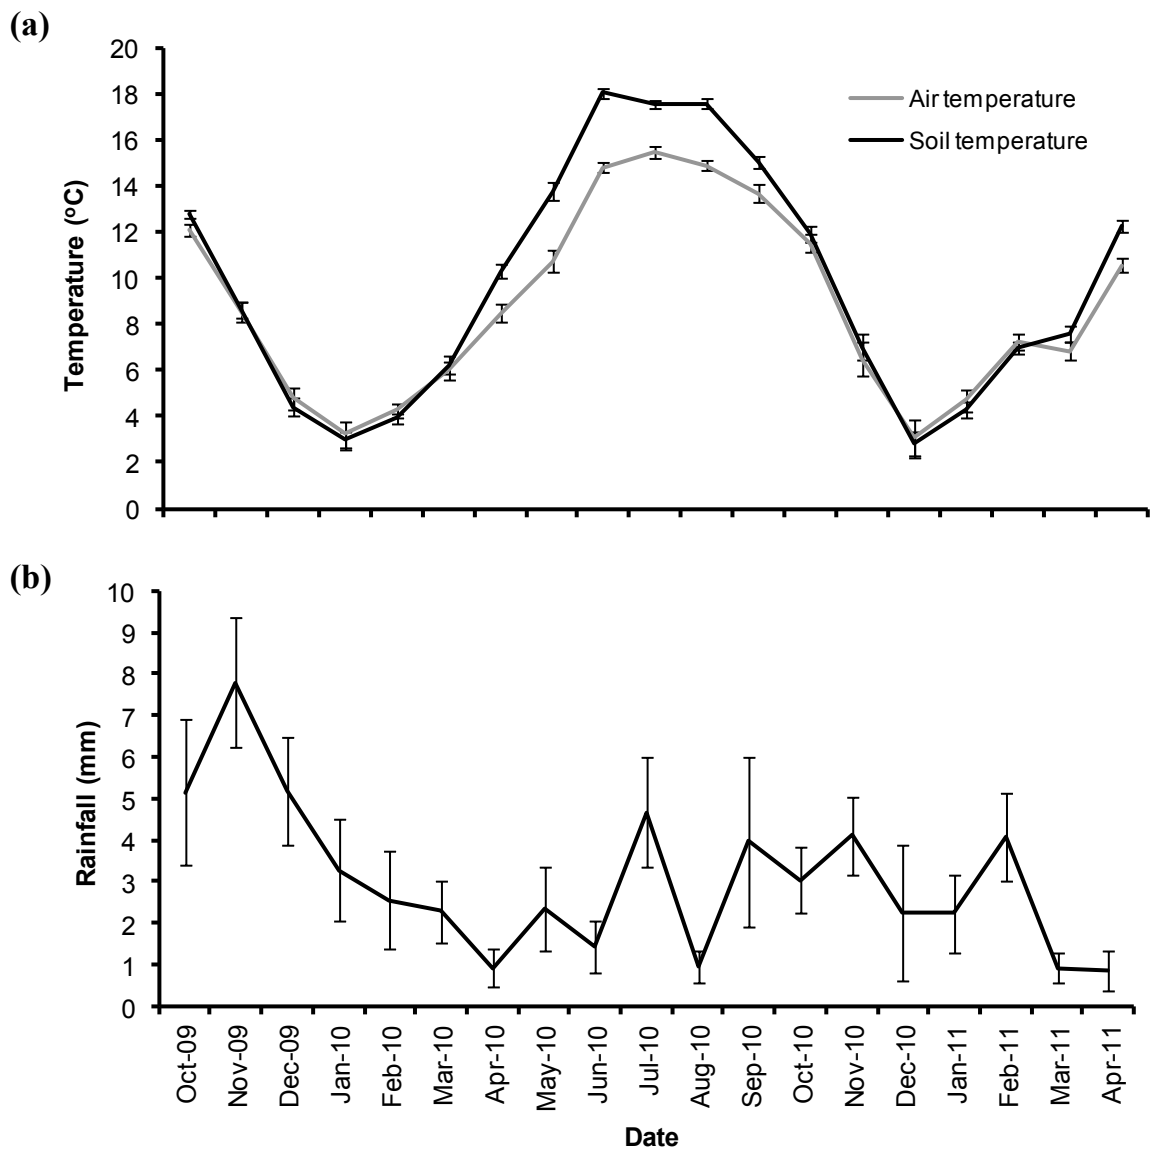 (a)
20
18
16
14
12
10
8
6
4
2
0
Temperature (ºC)
Air temperature
Soil temperature
(b)
10
9
8
7
6
5
4
3
2
1
0
Rainfall (mm)
Oct-09
Nov-09
Dec-09
Jan-10
Feb-10
Mar-10
Apr-10
May-10
Jun-10
Jul-10
Aug-10
Sep-10
Oct-10
Nov-10
Dec-10
Jan-11
Feb-11
Mar-11
Apr-11
Date